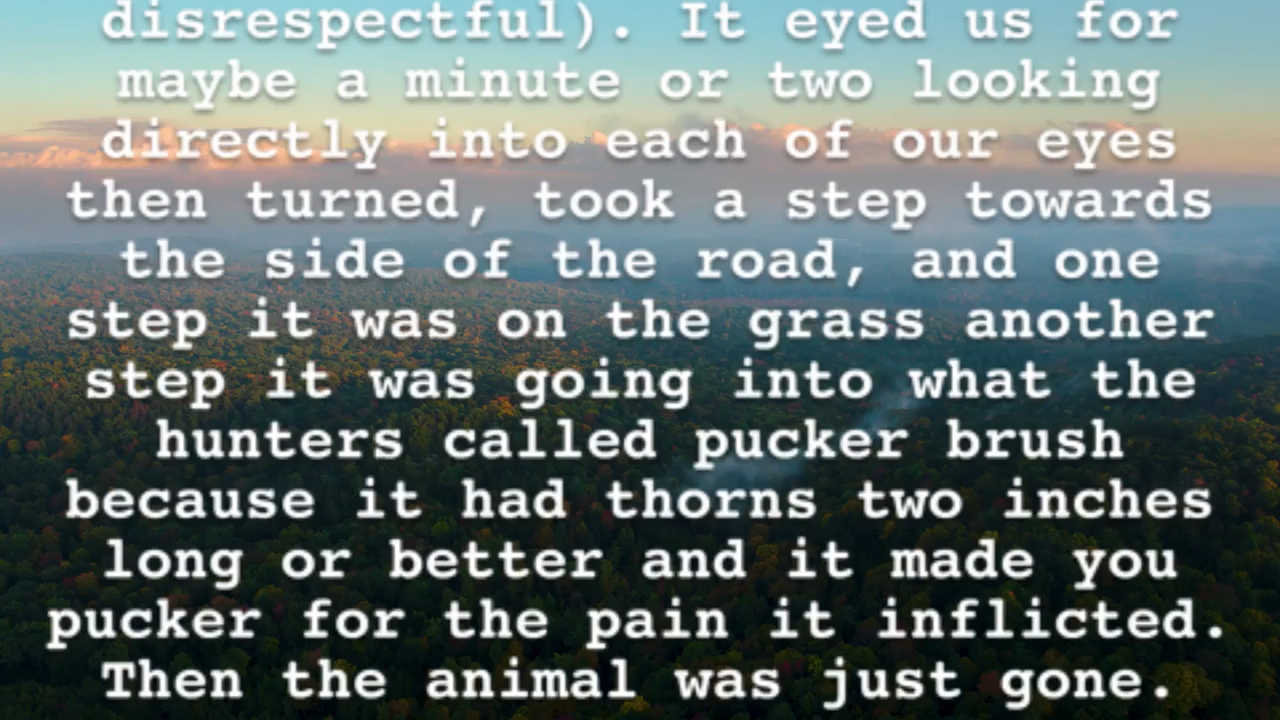 disrespectful). It eyed us for
maybe a minute or two looking
directly into each of our eyes
then turned, took a step towards
the side of the road, and one
step it was on the grass another
step it was going into what the
hunters called pucker brush
because it had thorns two inches
long or better and it made you
pucker for the pain it inflicted.
Then the animal was just gone.